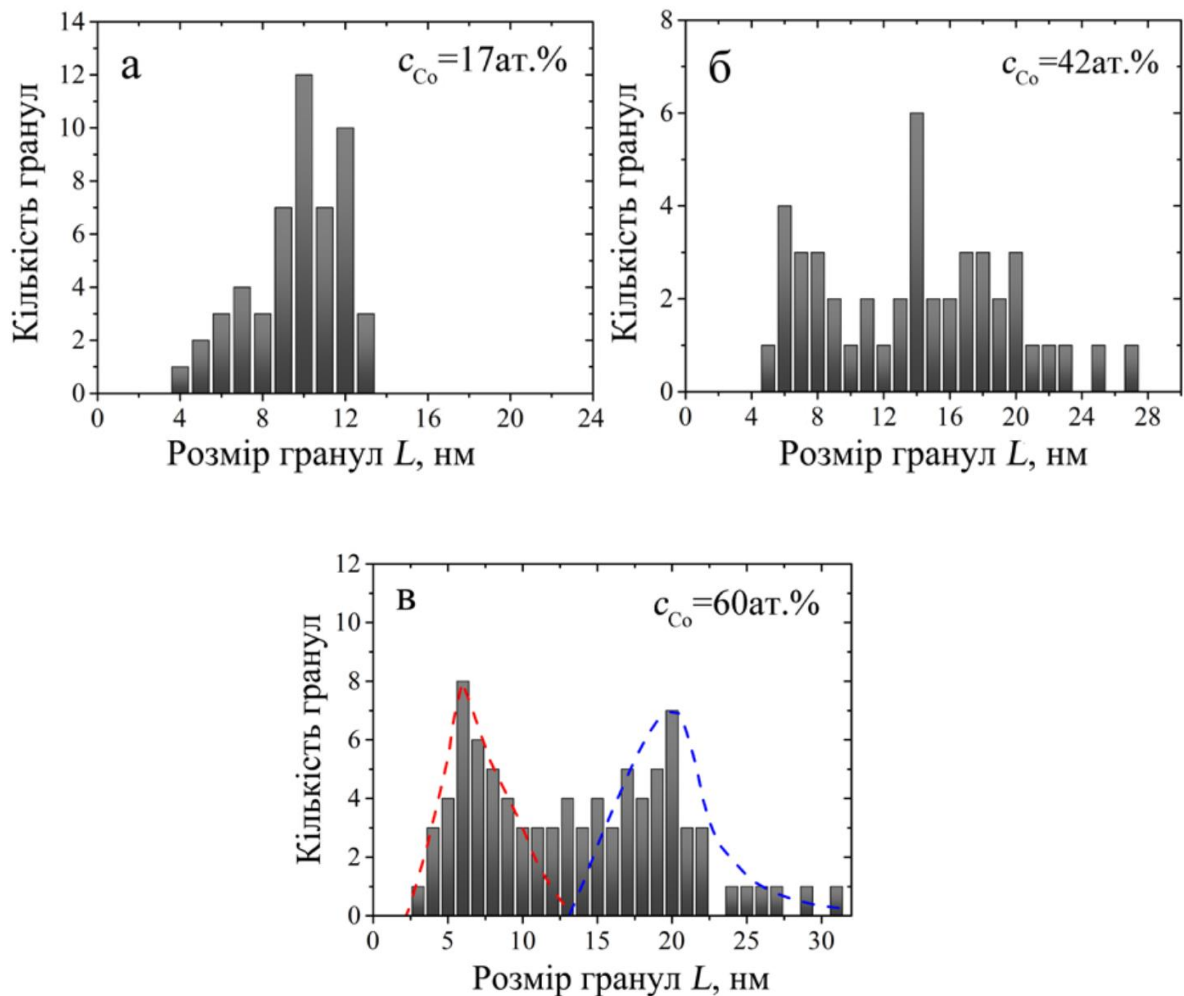 а
c_Co=17ат.%
Кількість гранул
14
12
10
8
6
4
2
0
0 4 8 12 16 20 24
Розмір гранул L, нм
б
c_Co=42ат.%
Кількість гранул
8
6
4
2
0
0 4 8 12 16 20 24 28
Розмір гранул L, нм
в
c_Co=60ат.%
Кількість гранул
12
10
8
6
4
2
0
0 5 10 15 20 25 30
Розмір гранул L, нм